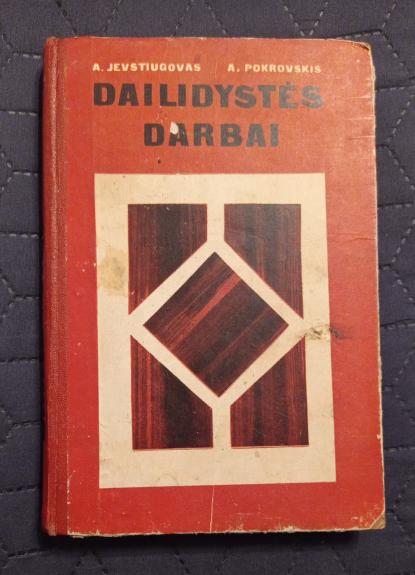 A. JEVSTIUGOVAS A. POKROVSKIS
DAILIDYSTĖS
DARBAI